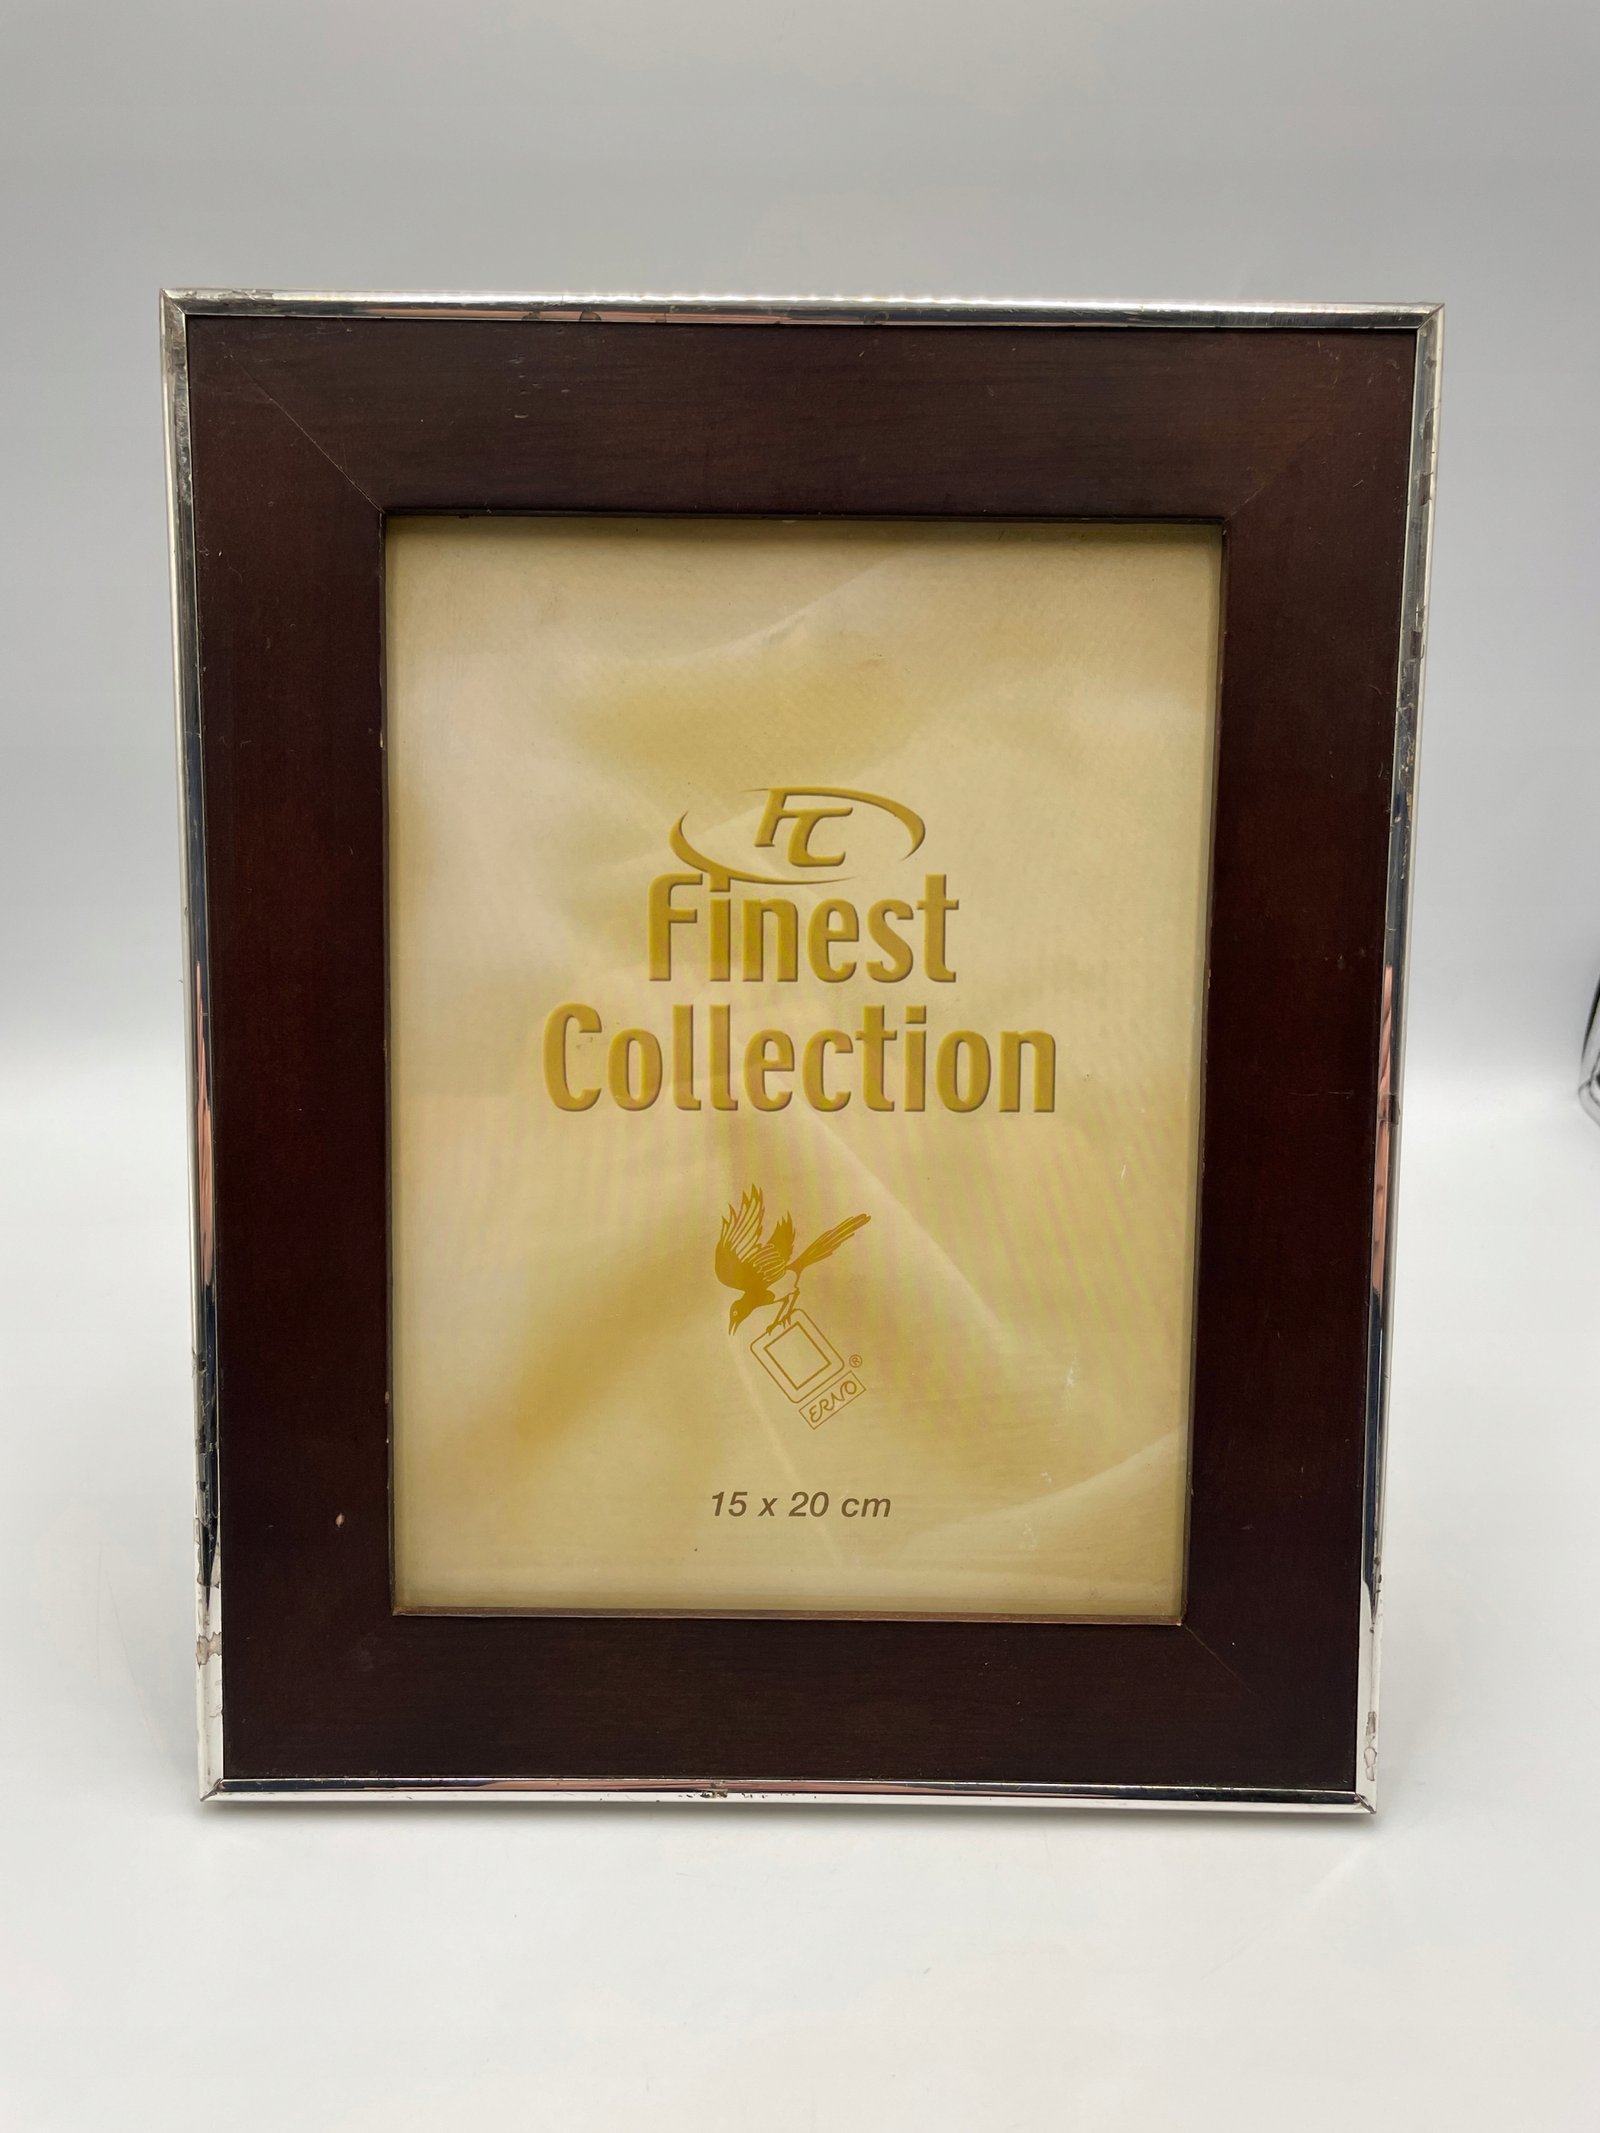 FC
Finest
Collection
®
ERNO
15 x 20 cm